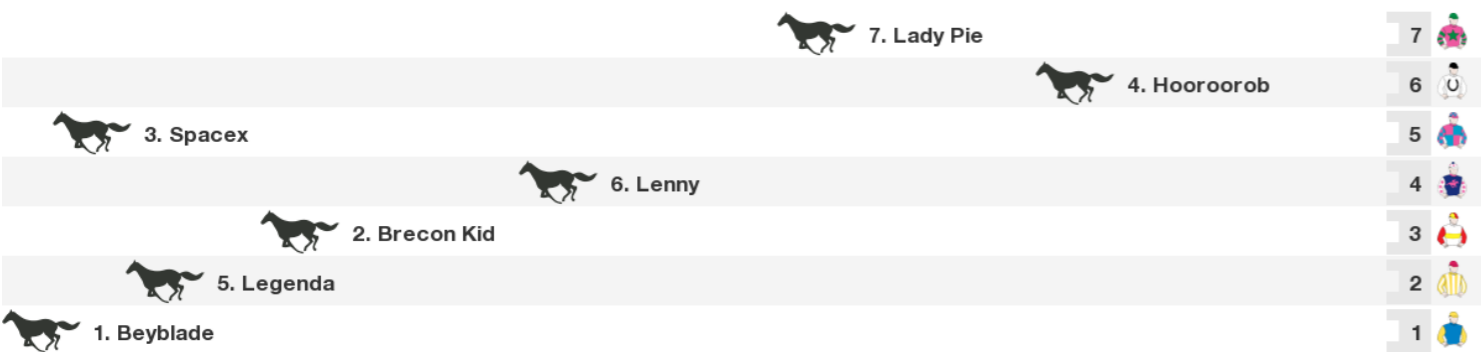 7. Lady Pie 7
4. Hooroorob 6
3. Spacex 5
6. Lenny 4
2. Brecon Kid 3
5. Legenda 2
1. Beyblade 1